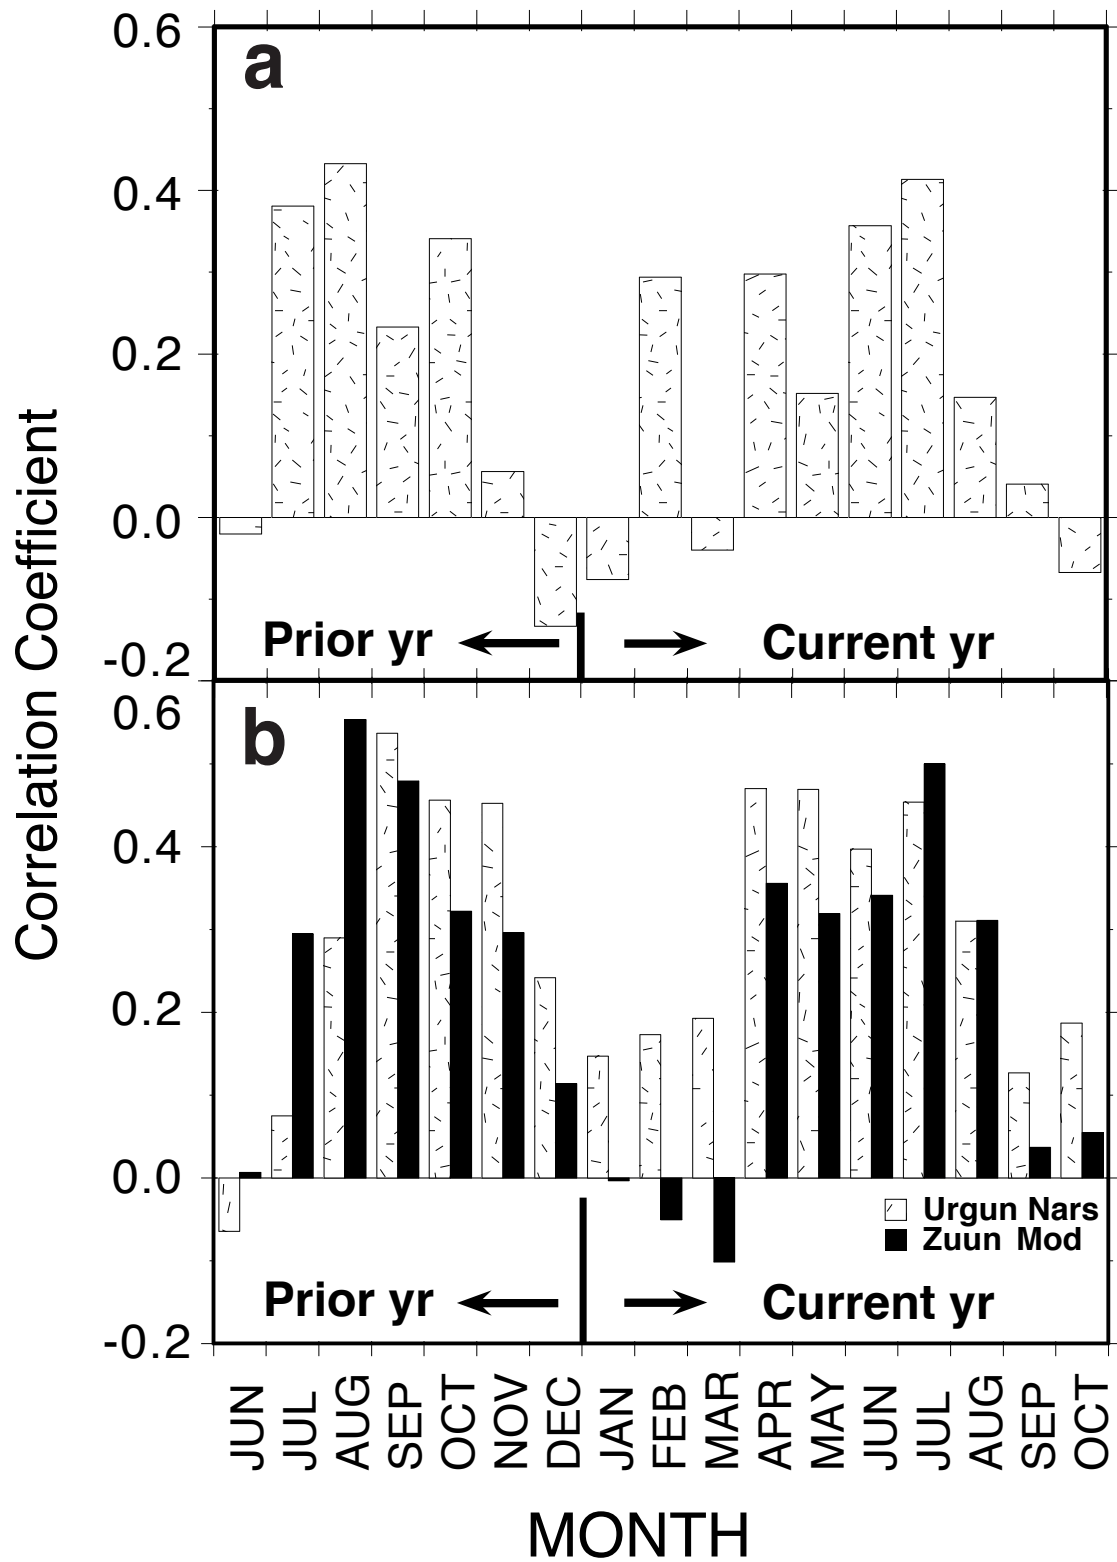 0.6
a
0.4
0.2
0.0
-0.2
Prior yr
Current yr
Correlation Coefficient
0.6
b
0.4
0.2
0.0
-0.2
Urgun Nars
Zuun Mod
Prior yr
Current yr
JUN JUL AUG SEP OCT NOV DEC JAN FEB MAR APR MAY JUN JUL AUG SEP OCT
MONTH